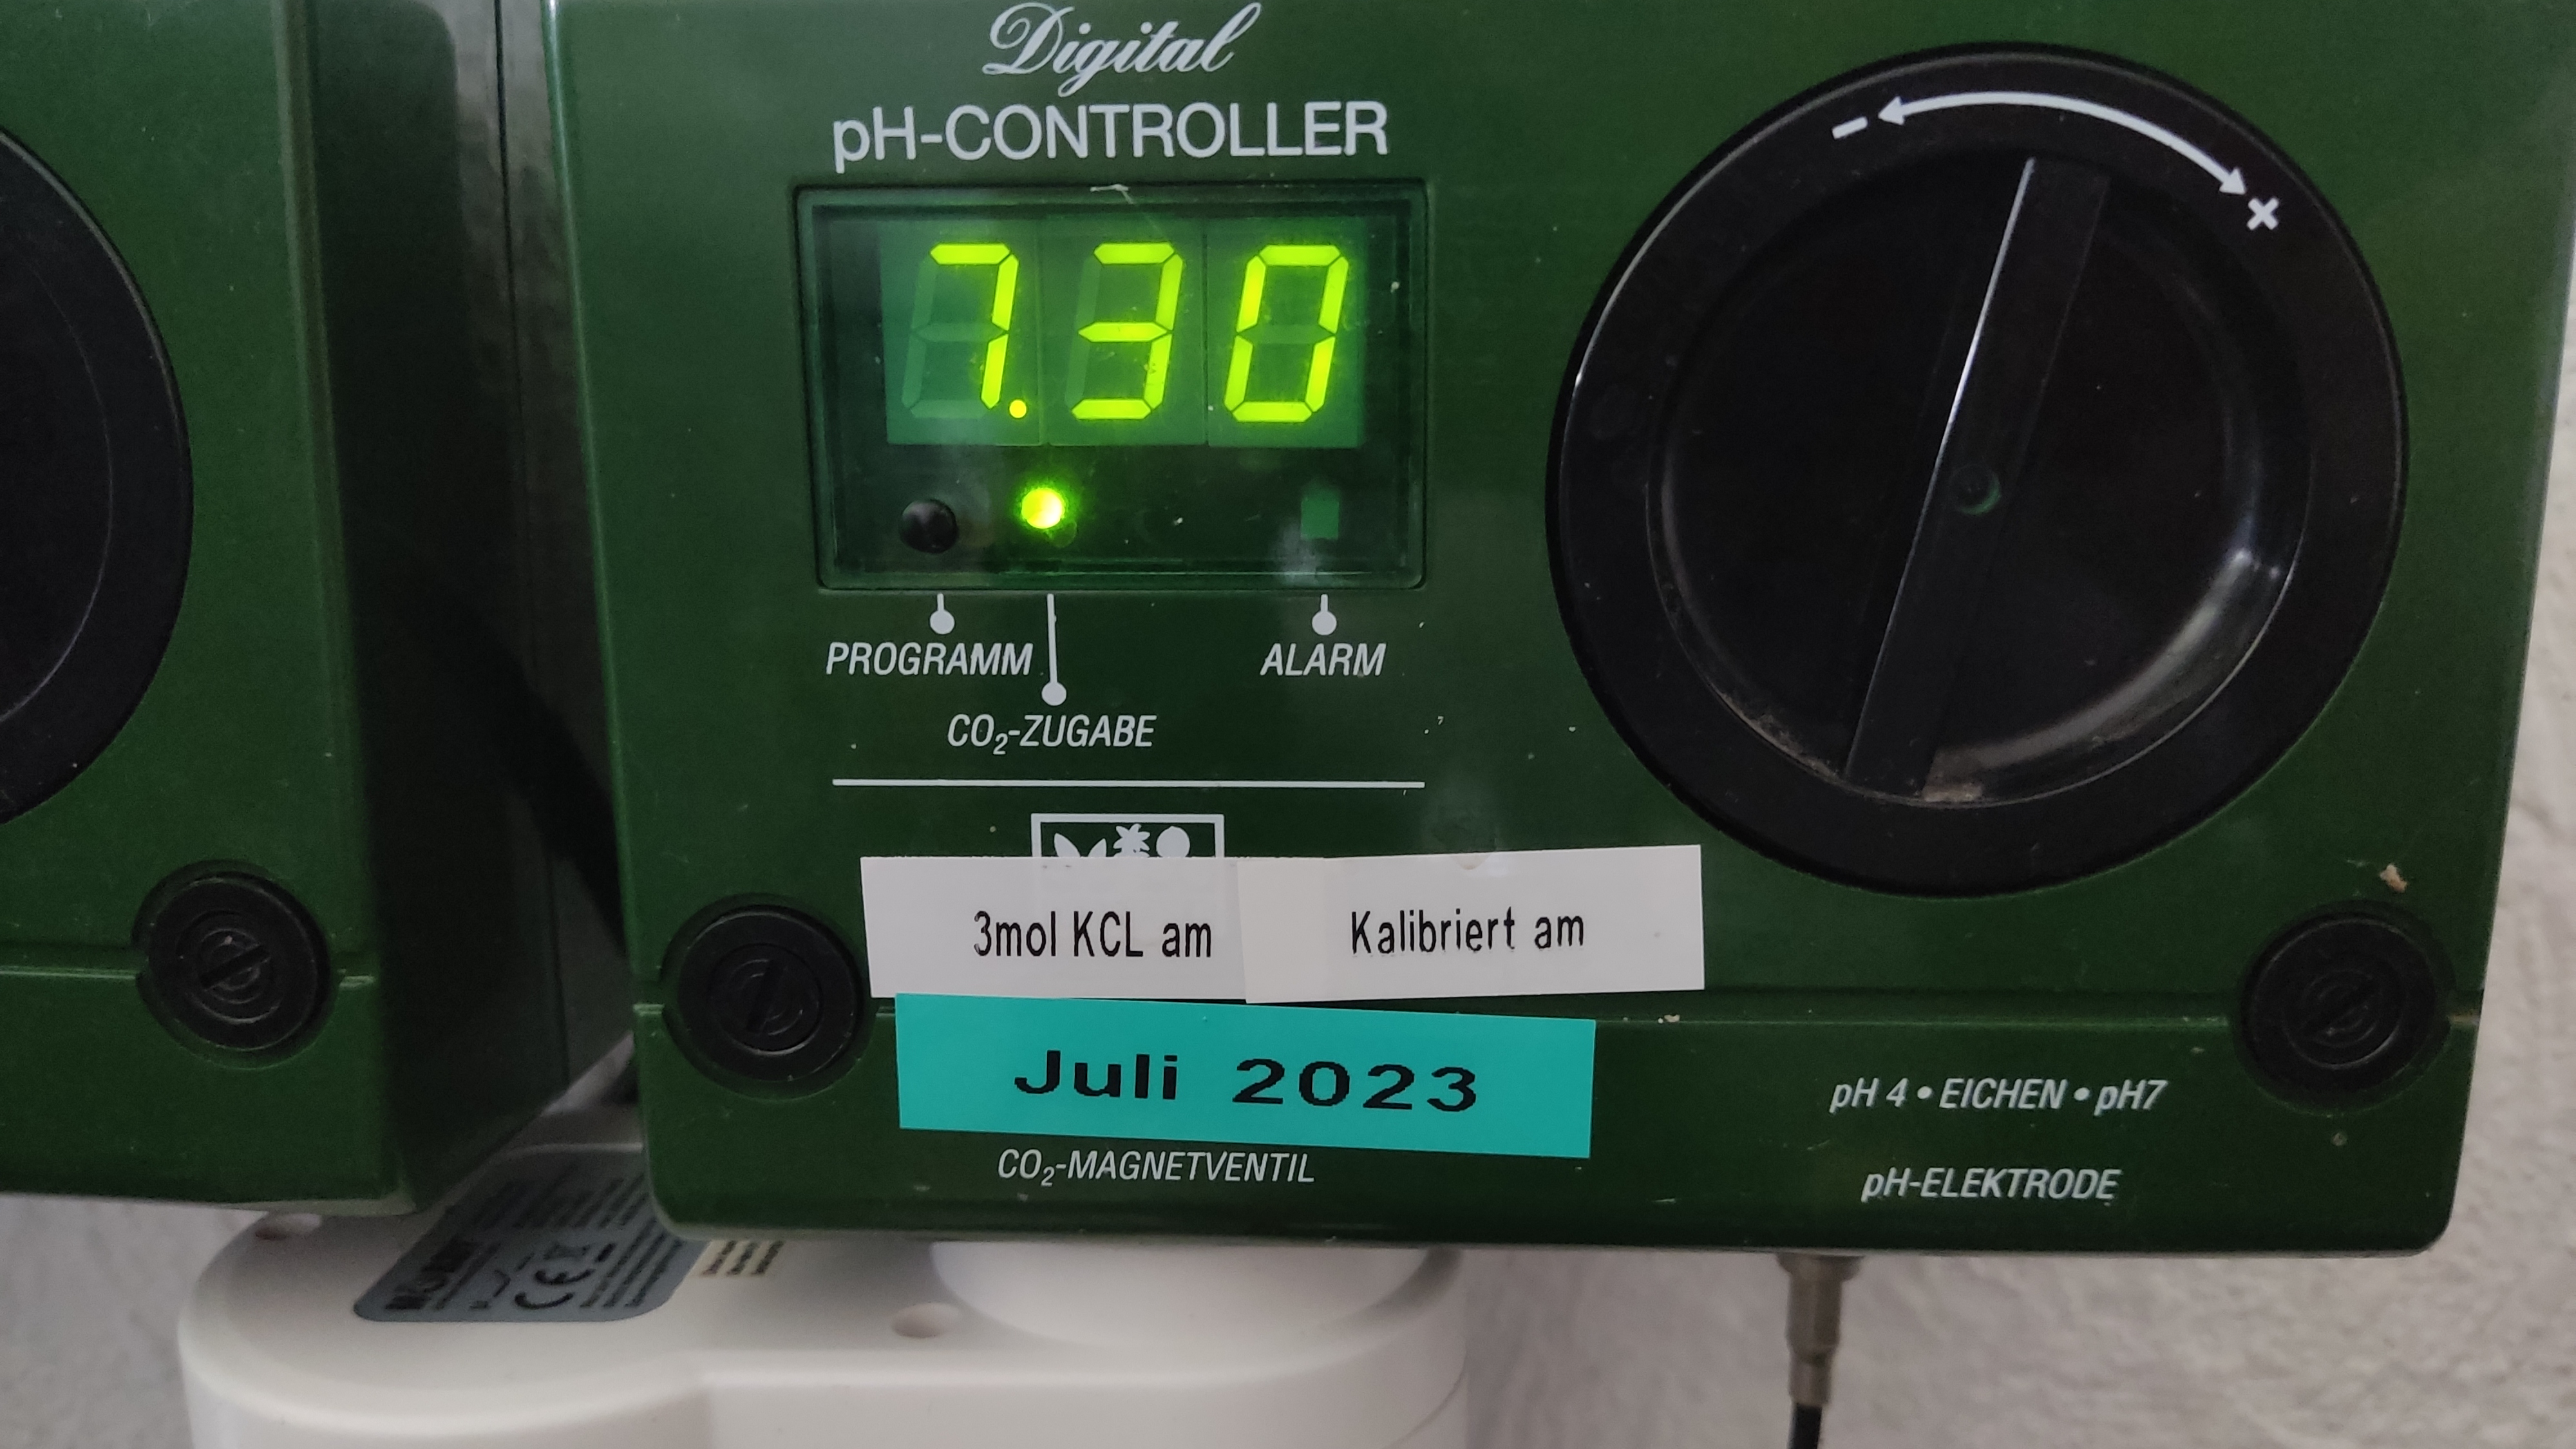 Digital
pH-CONTROLLER
7.30
PROGRAMM
ALARM
CO₂-ZUGABE
3mol KCL am
Kalibriert am
Juli 2023
pH 4 • EICHEN • pH7
CO₂-MAGNETVENTIL
pH-ELEKTRODE
CE